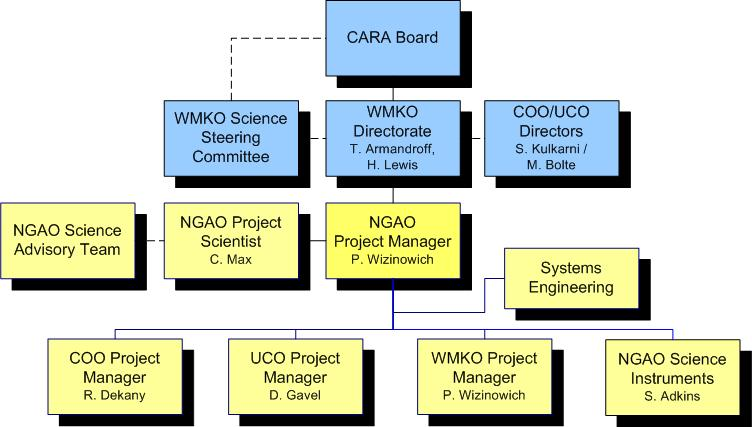 CARA Board
WMKO Science
Steering
Committee
WMKO
Directorate
T. Armandroff,
H. Lewis
COO/UCO
Directors
S. Kulkarni /
M. Bolte
NGAO Science
Advisory Team
NGAO Project
Scientist
C. Max
NGAO
Project Manager
P. Wizinowich
Systems
Engineering
COO Project
Manager
R. Dekany
UCO Project
Manager
D. Gavel
WMKO Project
Manager
P. Wizinowich
NGAO Science
Instruments
S. Adkins